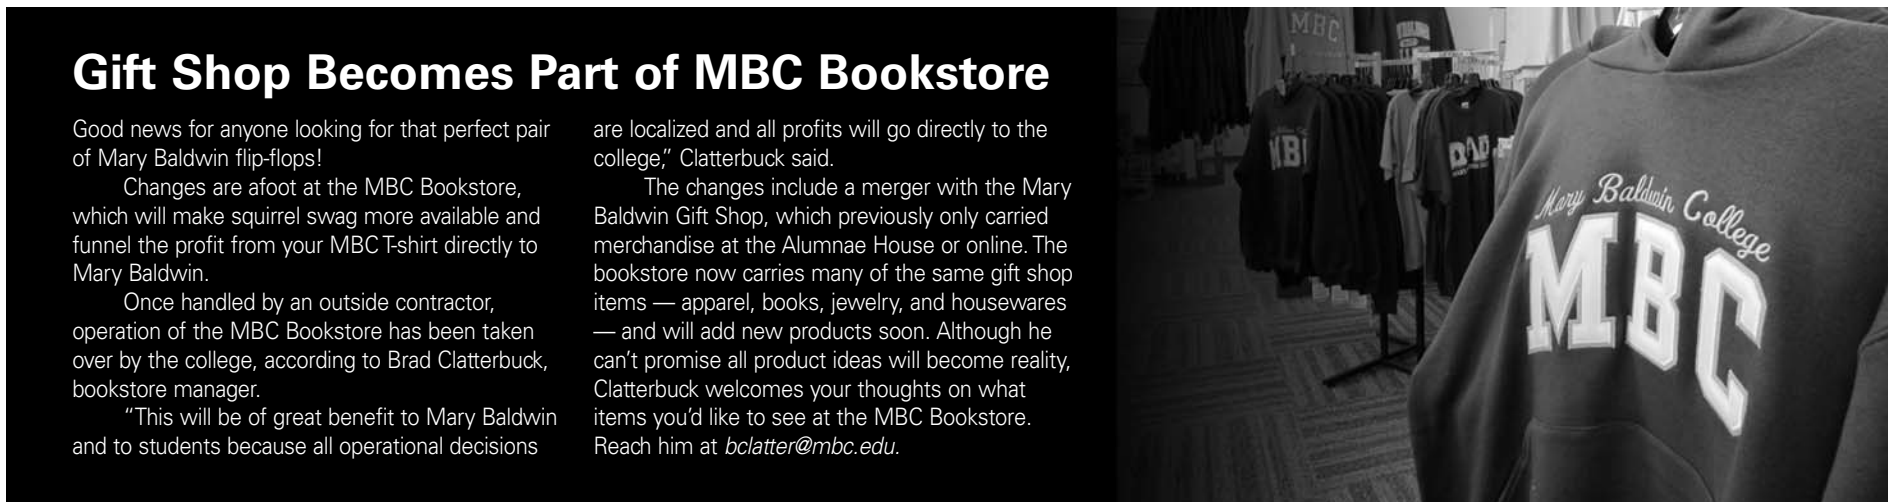 Gift Shop Becomes Part of MBC Bookstore
Good news for anyone looking for that perfect pair
of Mary Baldwin flip-flops!
Changes are afoot at the MBC Bookstore,
which will make squirrel swag more available and
funnel the profit from your MBC T-shirt directly to
Mary Baldwin.
Once handled by an outside contractor,
operation of the MBC Bookstore has been taken
over by the college, according to Brad Clatterbuck,
bookstore manager.
“This will be of great benefit to Mary Baldwin
and to students because all operational decisions
are localized and all profits will go directly to the
college,” Clatterbuck said.
The changes include a merger with the Mary
Baldwin Gift Shop, which previously only carried
merchandise at the Alumnae House or online. The
bookstore now carries many of the same gift shop
items — apparel, books, jewelry, and housewares
— and will add new products soon. Although he
can’t promise all product ideas will become reality,
Clatterbuck welcomes your thoughts on what
items you’d like to see at the MBC Bookstore.
Reach him at bclatter@mbc.edu.
MBC
DAD
Mary Baldwin College
MBC